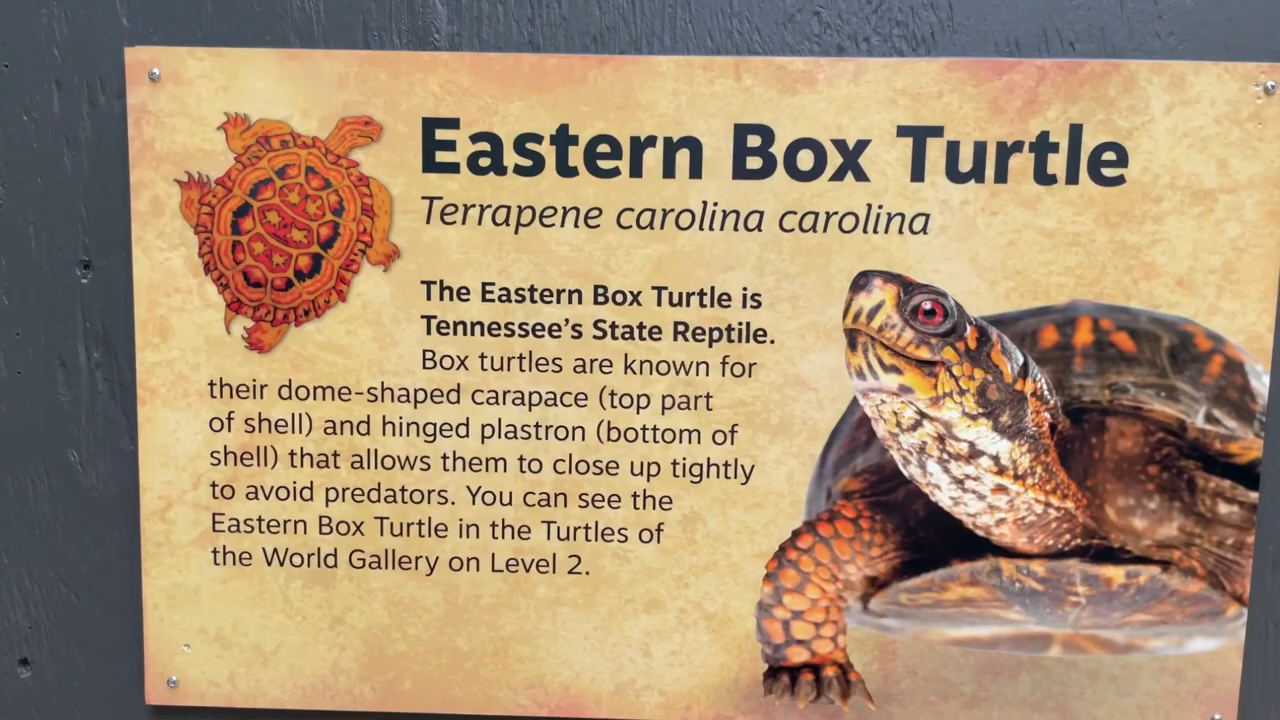 Eastern Box Turtle
Terrapene carolina carolina
The Eastern Box Turtle is
Tennessee’s State Reptile.
Box turtles are known for
their dome-shaped carapace (top part
of shell) and hinged plastron (bottom of
shell) that allows them to close up tightly
to avoid predators. You can see the
Eastern Box Turtle in the Turtles of
the World Gallery on Level 2.